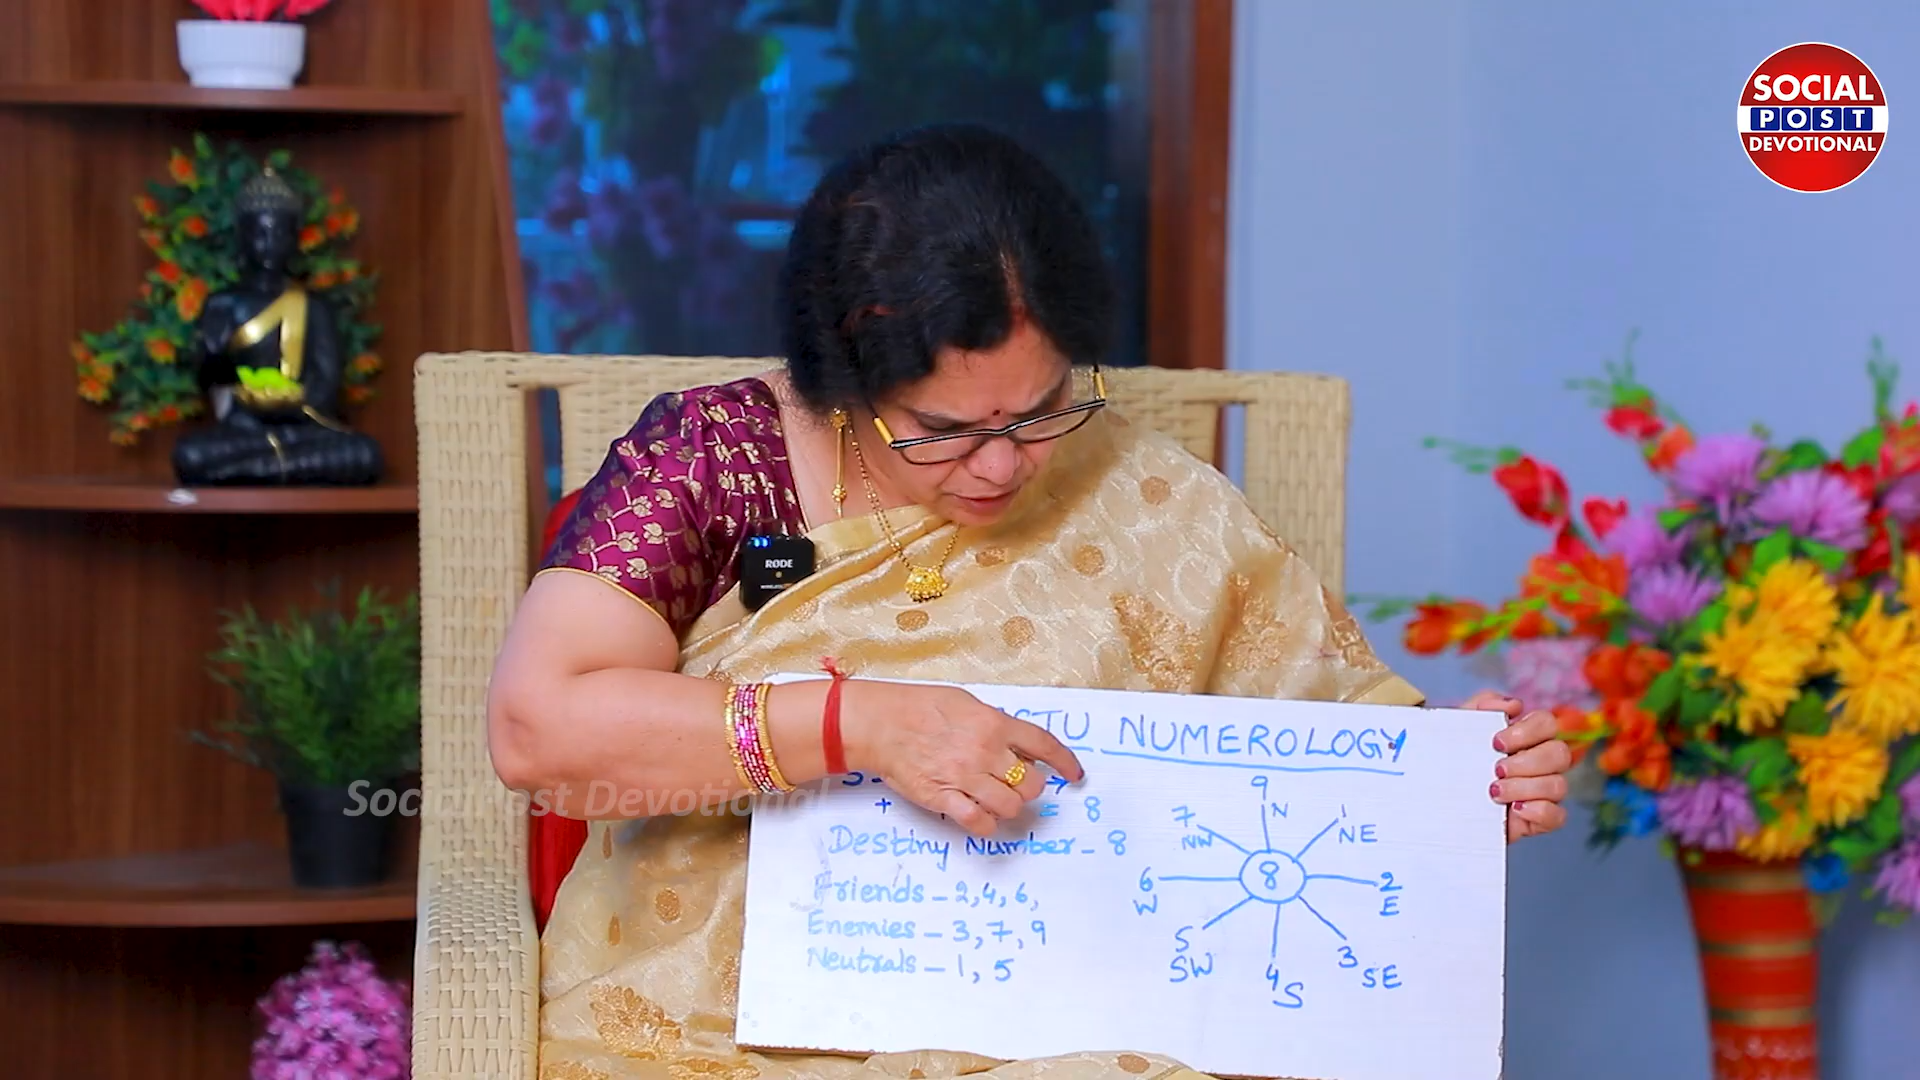 SOCIAL
POST
DEVOTIONAL
RØDE
Social Post Devotional
NUMEROLOGY
+ = 8
Destiny Number - 8
Friends - 2, 4, 6,
Enemies - 3, 7, 9
Neutrals - 1, 5
9
N
7
NW
1
NE
6
W
8
2
E
5
SW
4
S
3
SE